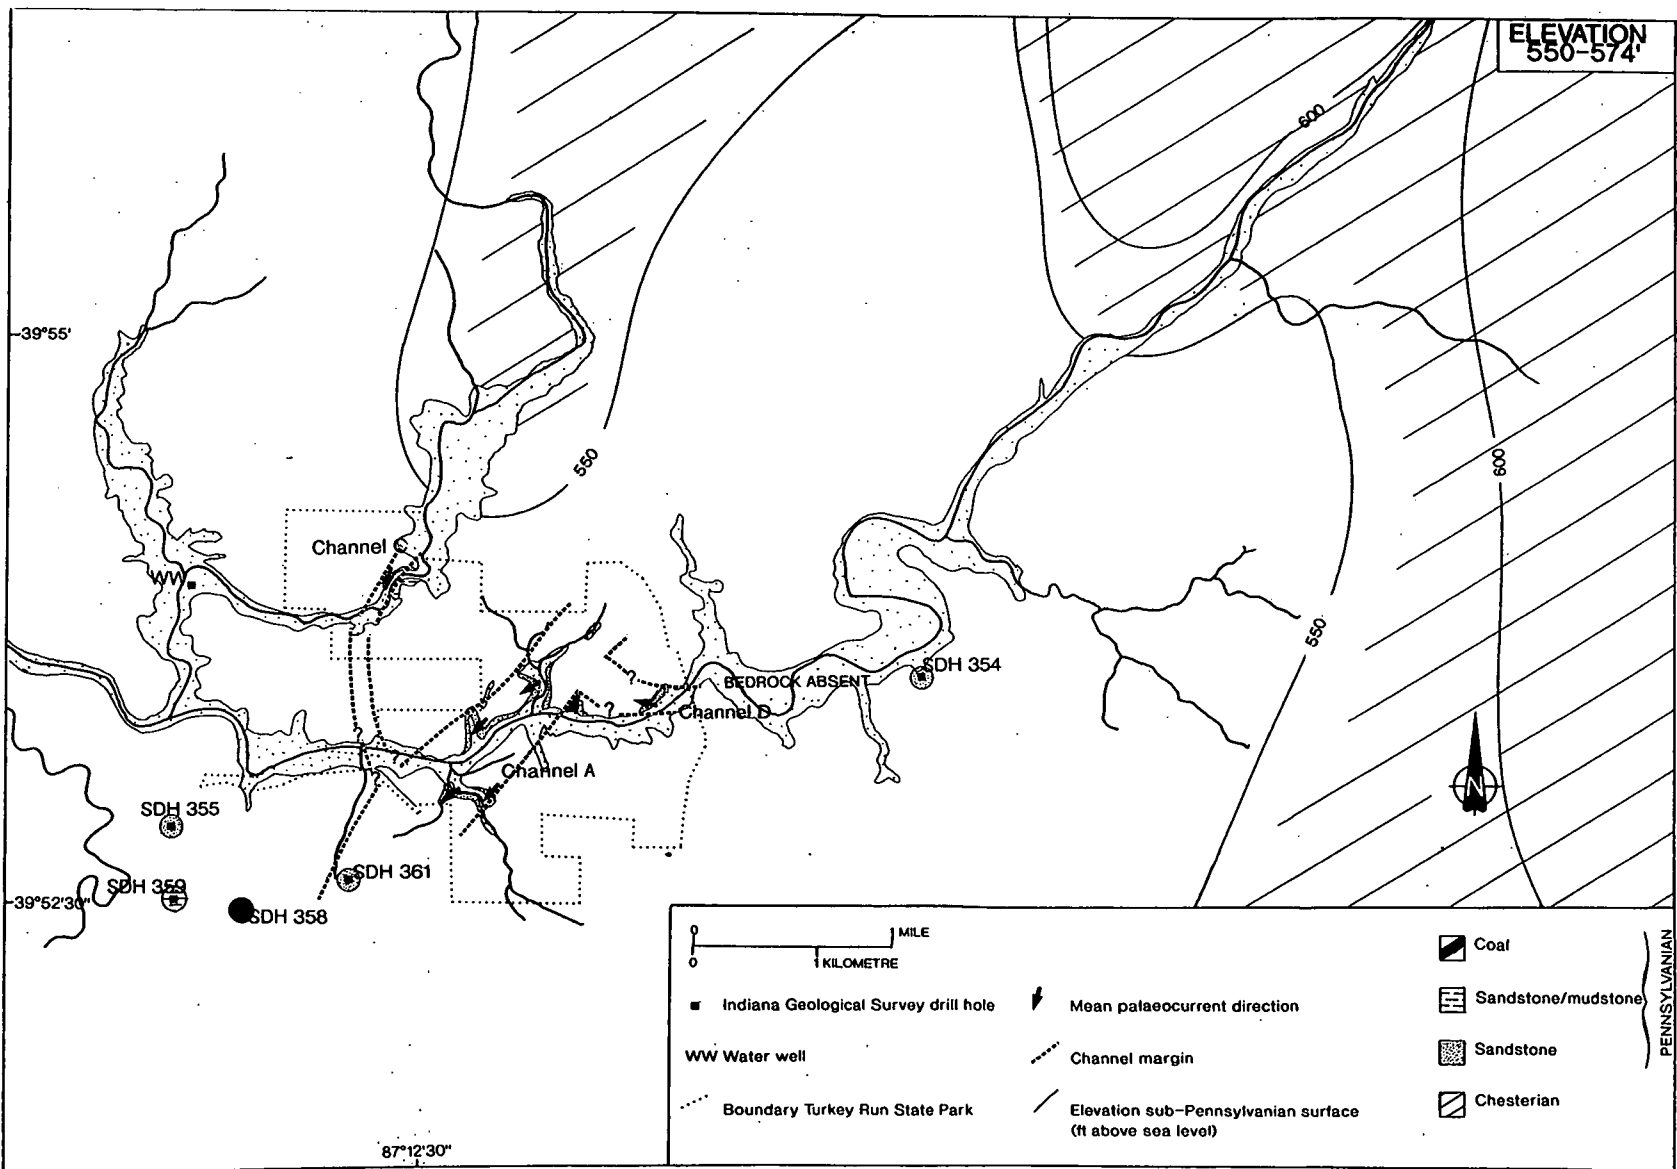 ELEVATION
550-574'
600
39°55'
550
600
Channel
WW
550
SDH 354
BEDROCK ABSENT
Channel D
Channel A
N
SDH 355
SDH 361
SDH 359
39°52'30"
SDH 358
0 1 MILE
0 1 KILOMETRE
Indiana Geological Survey drill hole
WW Water well
Boundary Turkey Run State Park
Mean palaeocurrent direction
Channel margin
Elevation sub-Pennsylvanian surface
(ft above sea level)
Coal
Sandstone/mudstone
Sandstone
Chesterian
PENNSYLVANIAN
87°12'30"
? ? ? ?